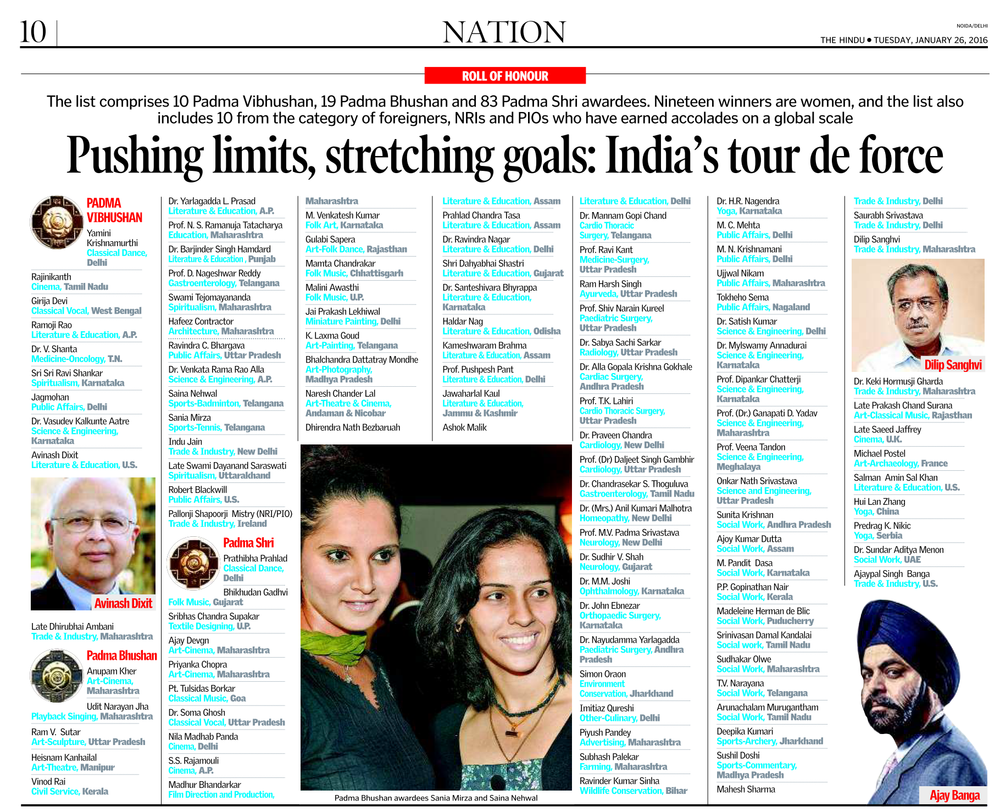 10
NATION
NOIDA/DELHI
THE HINDU ● TUESDAY, JANUARY 26, 2016
ROLL OF HONOUR
The list comprises 10 Padma Vibhushan, 19 Padma Bhushan and 83 Padma Shri awardees. Nineteen winners are women, and the list also
includes 10 from the category of foreigners, NRIs and PIOs who have earned accolades on a global scale
Pushing limits, stretching goals: India's tour de force
PADMA
VIBHUSHAN
Yamini
Krishnamurthi
Classical Dance,
Delhi
Rajinikanth
Cinema, Tamil Nadu
Girija Devi
Classical Vocal, West Bengal
Ramoji Rao
Literature & Education, A.P.
Dr. V. Shanta
Medicine-Oncology, T.N.
Sri Sri Ravi Shankar
Spiritualism, Karnataka
Jagmohan
Public Affairs, Delhi
Dr. Vasudev Kalkunte Aatre
Science & Engineering,
Karnataka
Avinash Dixit
Literature & Education, U.S.
Avinash Dixit
Late Dhirubhai Ambani
Trade & Industry, Maharashtra
Padma Bhushan
Anupam Kher
Art-Cinema,
Maharashtra
Udit Narayan Jha
Playback Singing, Maharashtra
Ram V. Sutar
Art-Sculpture, Uttar Pradesh
Heisnam Kanhailal
Art-Theatre, Manipur
Vinod Rai
Civil Service, Kerala
Dr. Yarlagadda L. Prasad
Literature & Education, A.P.
Prof. N. S. Ramanuja Tatacharya
Education, Maharashtra
Dr. Barjinder Singh Hamdard
Literature & Education , Punjab
Prof. D. Nageshwar Reddy
Gastroenterology, Telangana
Swami Tejomayananda
Spiritualism, Maharashtra
Hafeez Contractor
Architecture, Maharashtra
Ravindra C. Bhargava
Public Affairs, Uttar Pradesh
Dr. Venkata Rama Rao Alla
Science & Engineering, A.P.
Saina Nehwal
Sports-Badminton, Telangana
Sania Mirza
Sports-Tennis, Telangana
Indu Jain
Trade & Industry, New Delhi
Late Swami Dayanand Saraswati
Spiritualism, Uttarakhand
Robert Blackwill
Public Affairs, U.S.
Pallonji Shapoorji Mistry (NRI/PIO)
Trade & Industry, Ireland
Padma Shri
Prathibha Prahlad
Classical Dance,
Delhi
Bhikhudan Gadhvi
Folk Music, Gujarat
Sribhas Chandra Supakar
Textile Designing, U.P.
Ajay Devgn
Art-Cinema, Maharashtra
Priyanka Chopra
Art-Cinema, Maharashtra
Pt. Tulsidas Borkar
Classical Music, Goa
Dr. Soma Ghosh
Classical Vocal, Uttar Pradesh
Nila Madhab Panda
Cinema, Delhi
S.S. Rajamouli
Cinema, A.P.
Madhur Bhandarkar
Film Direction and Production,
Maharashtra
M. Venkatesh Kumar
Folk Art, Karnataka
Gulabi Sapera
Art-Folk Dance, Rajasthan
Mamta Chandrakar
Folk Music, Chhattisgarh
Malini Awasthi
Folk Music, U.P.
Jai Prakash Lekhiwal
Miniature Painting, Delhi
K. Laxma Goud
Art-Painting, Telangana
Bhalchandra Dattatray Mondhe
Art-Photography,
Madhya Pradesh
Naresh Chander Lal
Art-Theatre & Cinema,
Andaman & Nicobar
Dhirendra Nath Bezbaruah
Literature & Education, Assam
Prahlad Chandra Tasa
Literature & Education, Assam
Dr. Ravindra Nagar
Literature & Education, Delhi
Shri Dahyabhai Shastri
Literature & Education, Gujarat
Dr. Santeshivara Bhyrappa
Literature & Education,
Karnataka
Haldar Nag
Literature & Education, Odisha
Kameshwaram Brahma
Literature & Education, Assam
Prof. Pushpesh Pant
Literature & Education, Delhi
Jawaharlal Kaul
Literature & Education,
Jammu & Kashmir
Ashok Malik
Padma Bhushan awardees Sania Mirza and Saina Nehwal
Literature & Education, Delhi
Dr. Mannam Gopi Chand
Cardio Thoracic
Surgery, Telangana
Prof. Ravi Kant
Medicine-Surgery,
Uttar Pradesh
Ram Harsh Singh
Ayurveda, Uttar Pradesh
Prof. Shiv Narain Kureel
Paediatric Surgery,
Uttar Pradesh
Dr. Sabya Sachi Sarkar
Radiology, Uttar Pradesh
Dr. Alla Gopala Krishna Gokhale
Cardiac Surgery,
Andhra Pradesh
Prof. T.K. Lahiri
Cardio Thoracic Surgery,
Uttar Pradesh
Dr. Praveen Chandra
Cardiology, New Delhi
Prof. (Dr) Daljeet Singh Gambhir
Cardiology, Uttar Pradesh
Dr. Chandrasekar S. Thoguluva
Gastroenterology, Tamil Nadu
Dr. (Mrs.) Anil Kumari Malhotra
Homeopathy, New Delhi
Prof. M.V. Padma Srivastava
Neurology, New Delhi
Dr. Sudhir V. Shah
Neurology, Gujarat
Dr. M.M. Joshi
Ophthalmology, Karnataka
Dr. John Ebnezar
Orthopaedic Surgery,
Karnataka
Dr. Nayudamma Yarlagadda
Paediatric Surgery, Andhra
Pradesh
Simon Oraon
Environment
Conservation, Jharkhand
Imitiaz Qureshi
Other-Culinary, Delhi
Piyush Pandey
Advertising, Maharashtra
Subhash Palekar
Farming, Maharashtra
Ravinder Kumar Sinha
Wildlife Conservation, Bihar
Dr. H.R. Nagendra
Yoga, Karnataka
M. C. Mehta
Public Affairs, Delhi
M. N. Krishnamani
Public Affairs, Delhi
Ujjwal Nikam
Public Affairs, Maharashtra
Tokheho Sema
Public Affairs, Nagaland
Dr. Satish Kumar
Science & Engineering, Delhi
Dr. Mylswamy Annadurai
Science & Engineering,
Karnataka
Prof. Dipankar Chatterji
Science & Engineering,
Karnataka
Prof. (Dr.) Ganapati D. Yadav
Science & Engineering,
Maharashtra
Prof. Veena Tandon
Science & Engineering,
Meghalaya
Onkar Nath Srivastava
Science and Engineering,
Uttar Pradesh
Sunita Krishnan
Social Work, Andhra Pradesh
Ajoy Kumar Dutta
Social Work, Assam
M. Pandit Dasa
Social Work, Karnataka
P.P. Gopinathan Nair
Social Work, Kerala
Madeleine Herman de Blic
Social Work, Puducherry
Srinivasan Damal Kandalai
Social work, Tamil Nadu
Sudhakar Olwe
Social Work, Maharashtra
T.V. Narayana
Social Work, Telangana
Arunachalam Murugantham
Social Work, Tamil Nadu
Deepika Kumari
Sports-Archery, Jharkhand
Sushil Doshi
Sports-Commentary,
Madhya Pradesh
Mahesh Sharma
Trade & Industry, Delhi
Saurabh Srivastava
Trade & Industry, Delhi
Dilip Sanghvi
Trade & Industry, Maharashtra
Dilip Sanghvi
Dr. Keki Hormusji Gharda
Trade & Industry, Maharashtra
Late Prakash Chand Surana
Art-Classical Music, Rajasthan
Late Saeed Jaffrey
Cinema, U.K.
Michael Postel
Art-Archaeology, France
Salman Amin Sal Khan
Literature & Education, U.S.
Hui Lan Zhang
Yoga, China
Predrag K. Nikic
Yoga, Serbia
Dr. Sundar Aditya Menon
Social Work, UAE
Ajaypal Singh Banga
Trade & Industry, U.S.
Ajay Banga